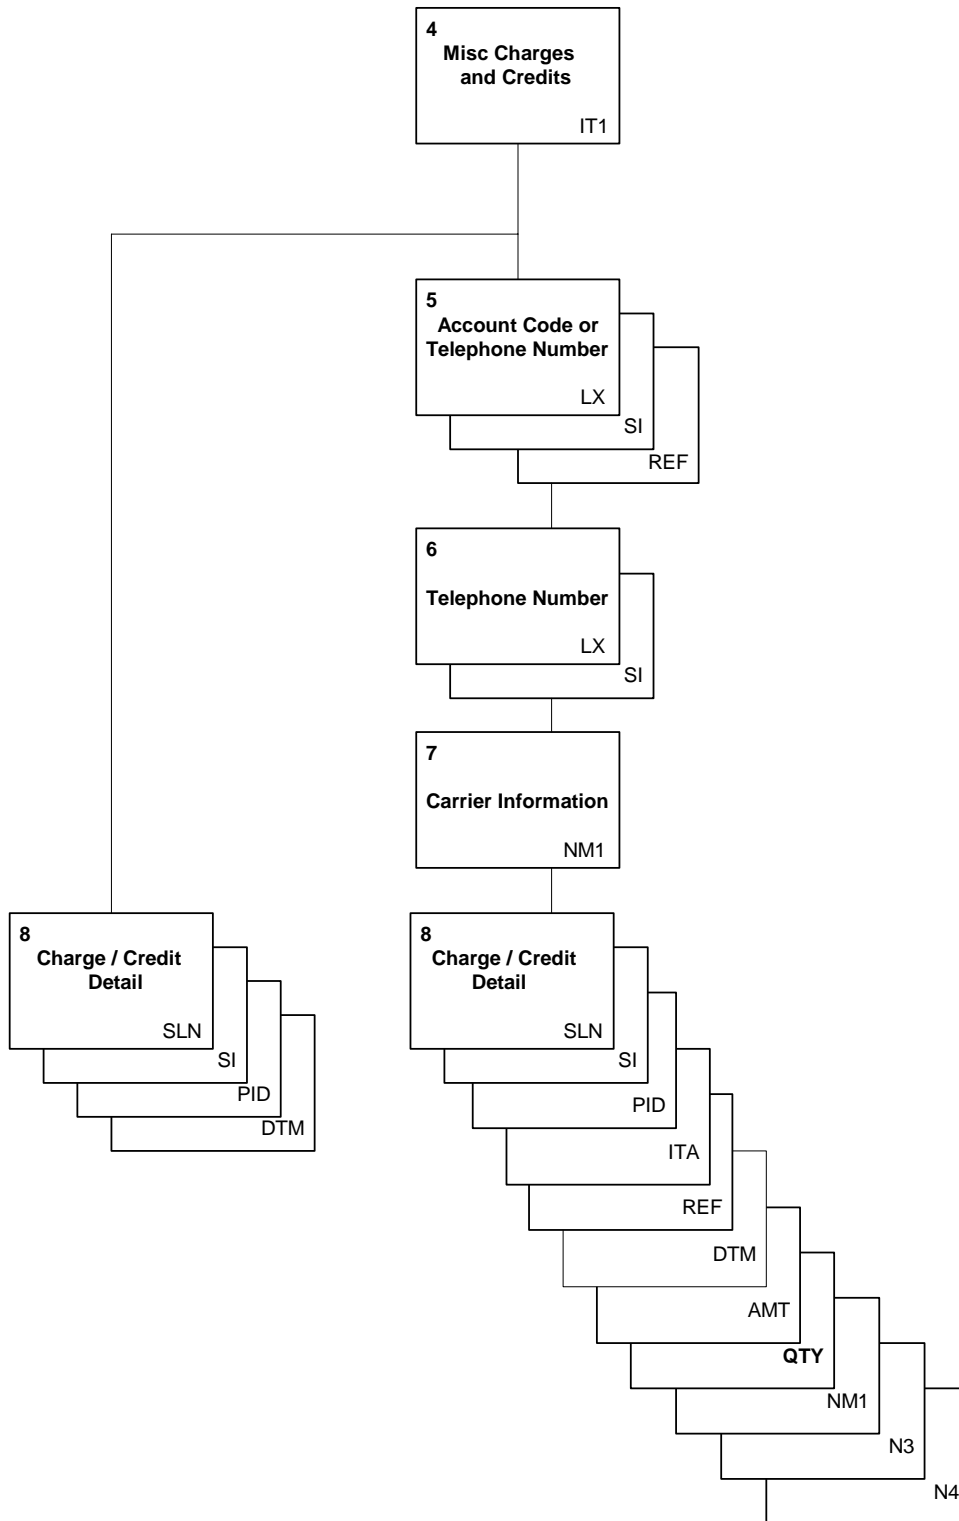 4
Misc Charges
and Credits
IT1
5
Account Code or
Telephone Number
LX
SI
REF
6
Telephone Number
LX
SI
7
Carrier Information
NM1
8
Charge / Credit
Detail
SLN
SI
PID
DTM
8
Charge / Credit
Detail
SLN
SI
PID
ITA
REF
DTM
AMT
QTY
NM1
N3
N4